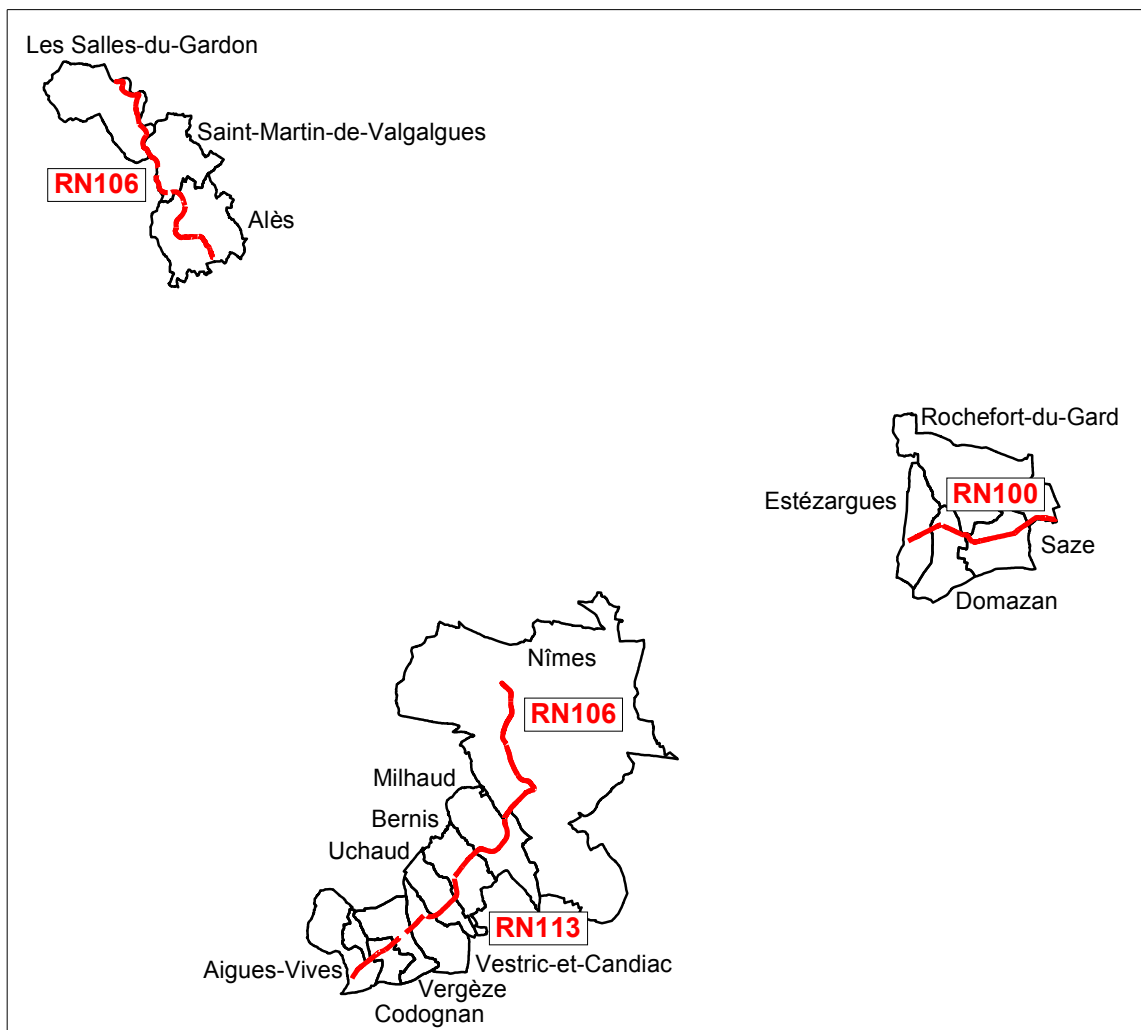 Les Salles-du-Gardon
Saint-Martin-de-Valgalgues
RN106
Alès
Rochefort-du-Gard
Estézargues
RN100
Saze
Domazan
Nîmes
RN106
Milhaud
Bernis
Uchaud
RN113
Aigues-Vives
Vestric-et-Candiac
Vergèze
Codognan